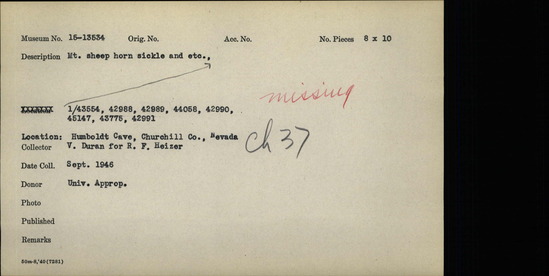 Museum No. 15-13534 Orig. No. Acc. No. No. Pieces 8 x 10
Description Mt. sheep horn sickle and etc.,
missing
1/43554, 42988, 42989, 44058, 42990,
45147, 43775, 42991
Location: Humboldt Cave, Churchill Co., Nevada
Collector V. Duran for R. F. Heizer
ch 37
Date Coll. Sept. 1946
Donor Univ. Approp.
Photo
Published
Remarks